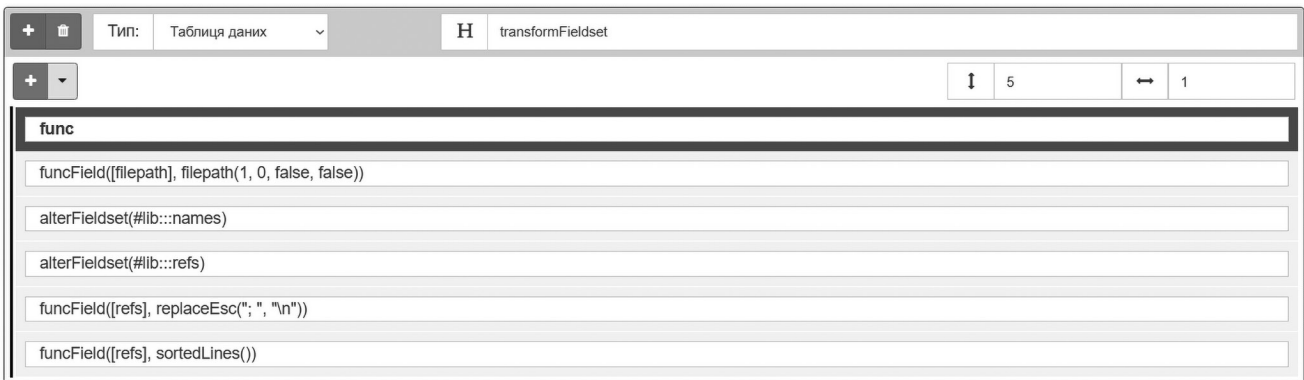 Тип: Таблиця даних H transformFieldset
5 1
func
funcField([filepath], filepath(1, 0, false, false))
alterFieldset(#lib:::names)
alterFieldset(#lib:::refs)
funcField([refs], replaceEsc("; ", "\n"))
funcField([refs], sortedLines())